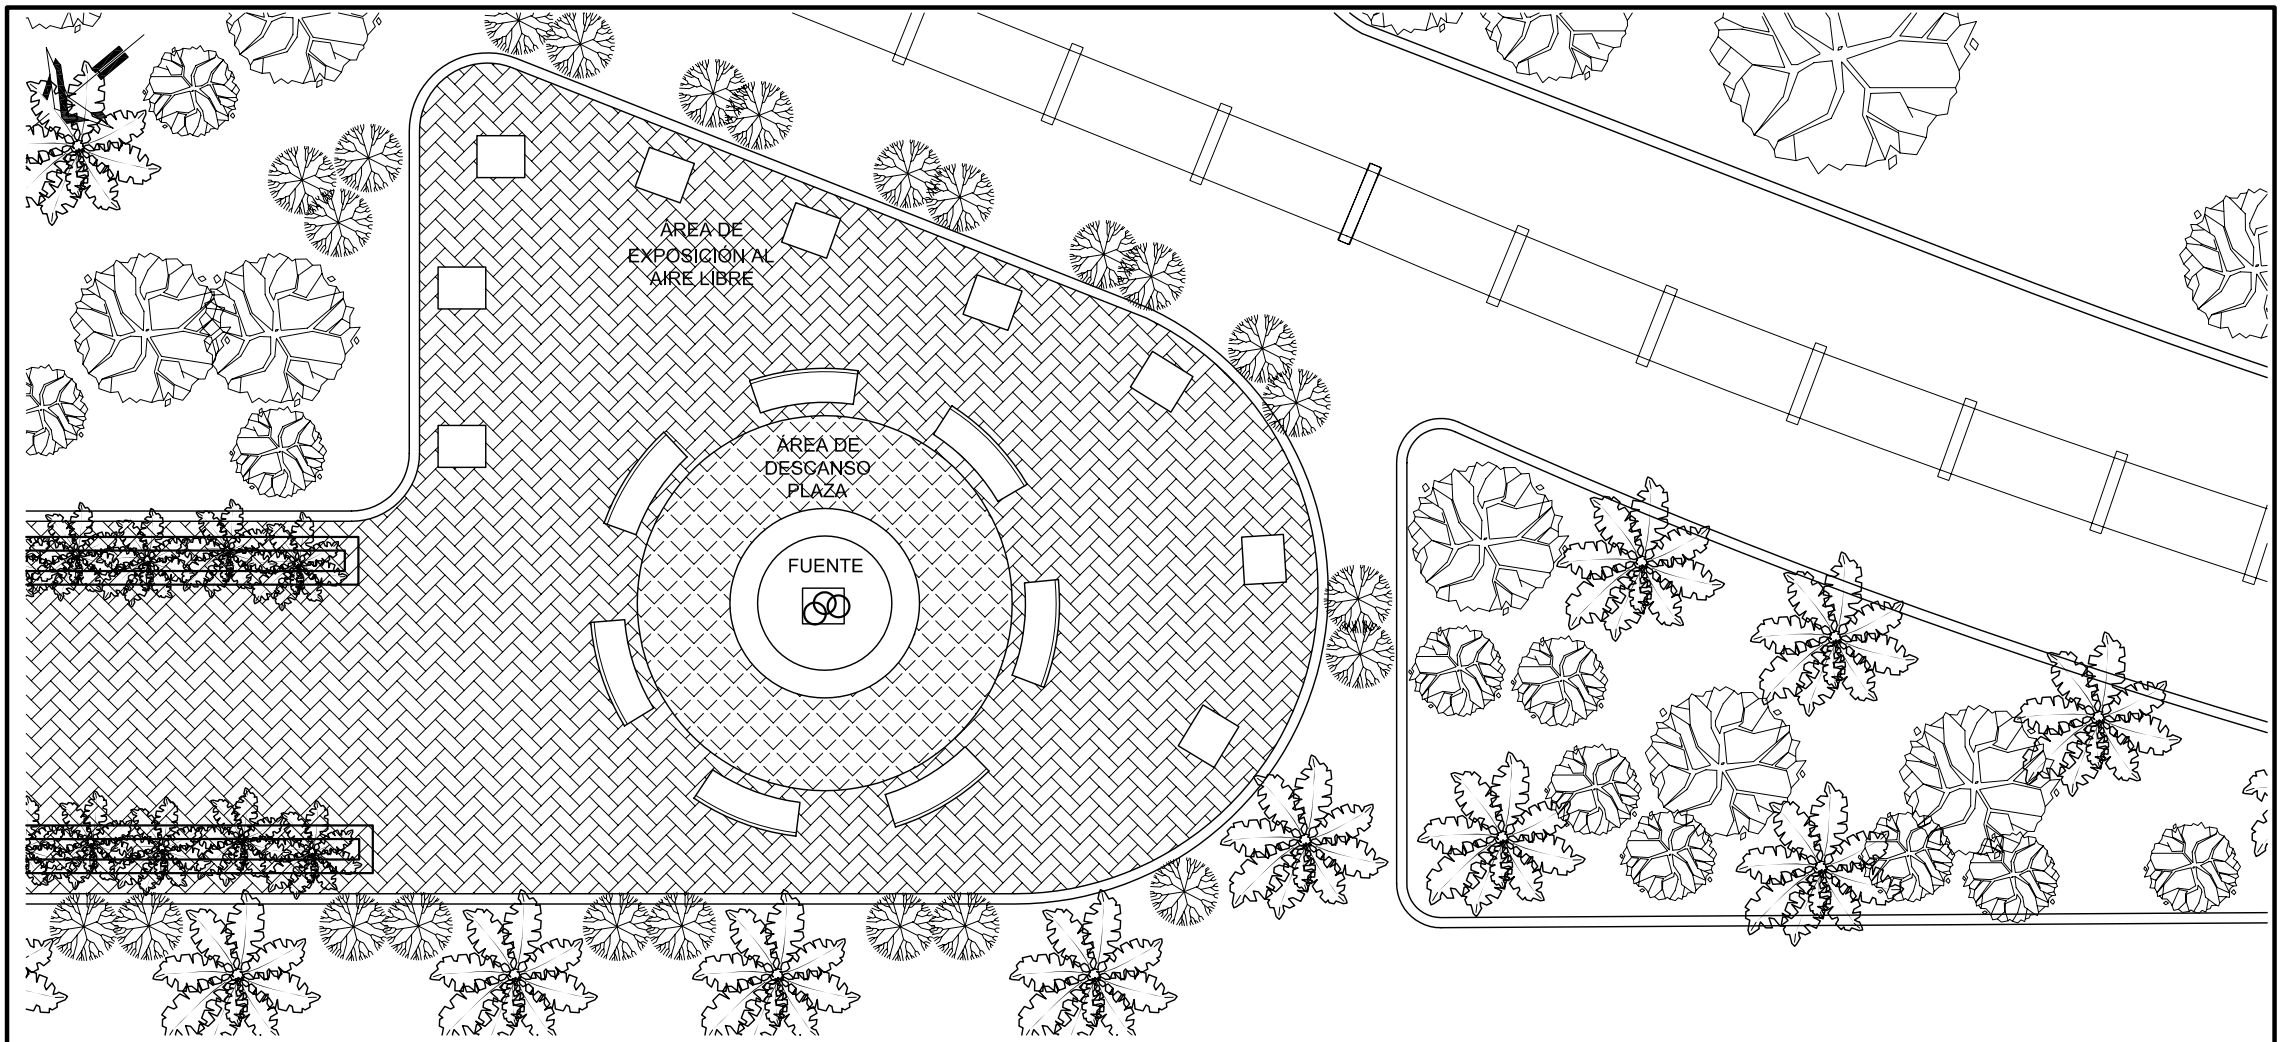 ÁREA DE
EXPOSICIÓN AL
AIRE LIBRE
ÁREA DE
DESCANSO
PLAZA
FUENTE